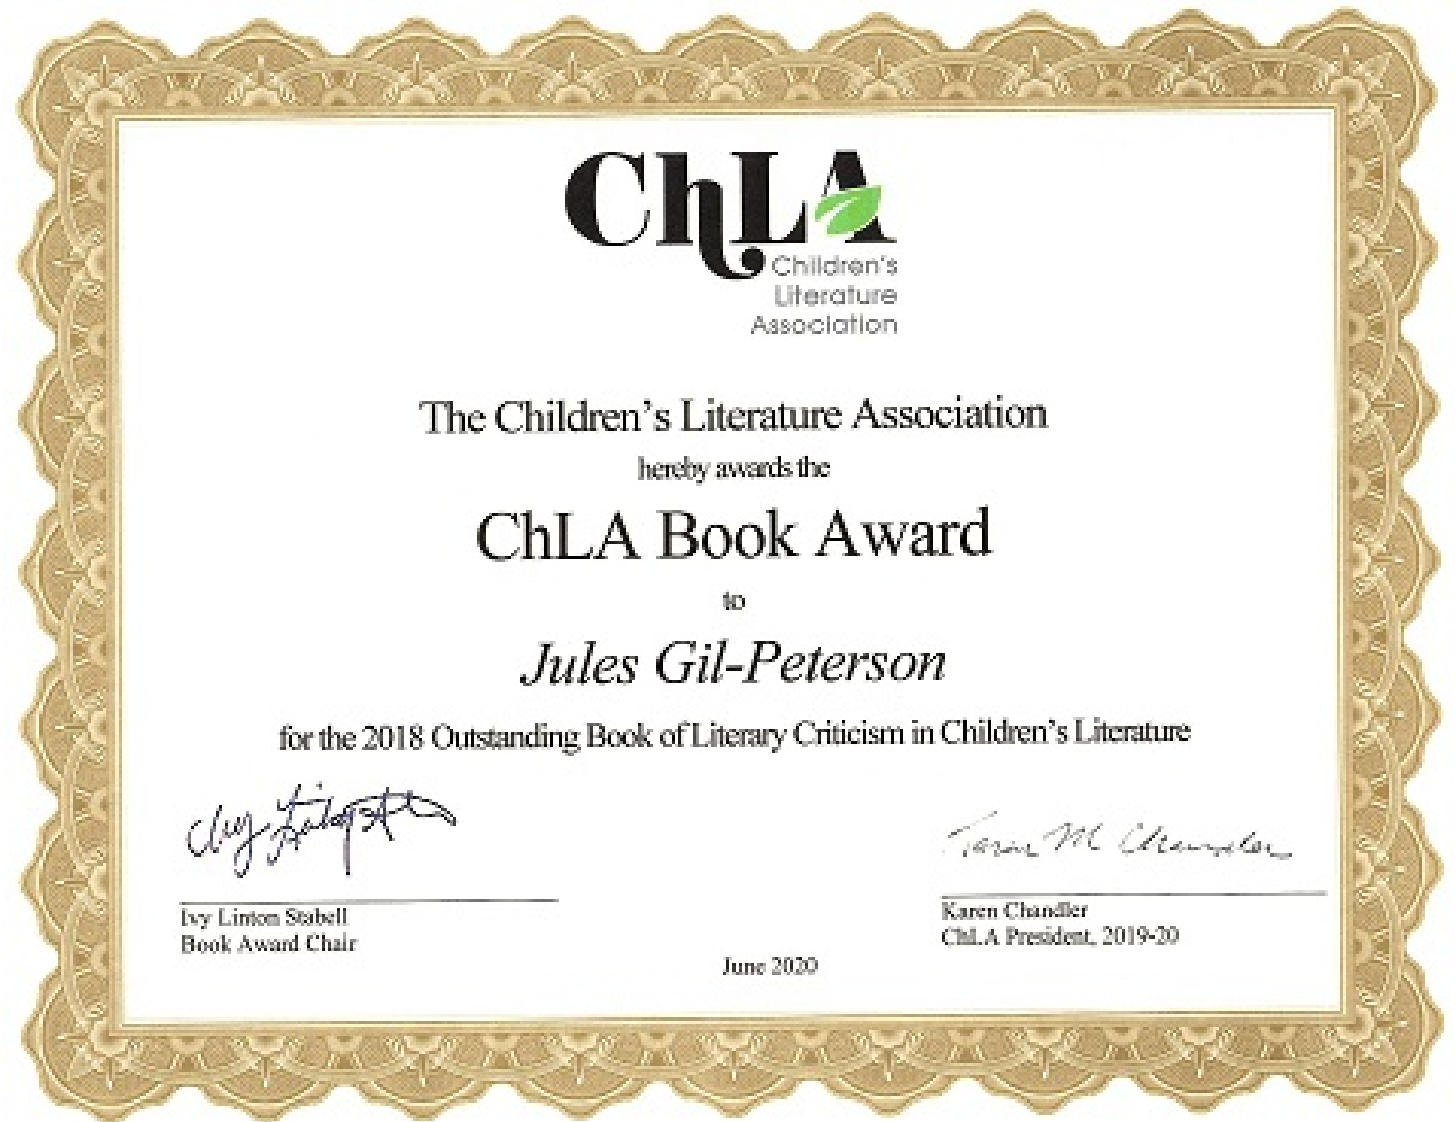 ChLA
Children's
Literature
Association
The Children's Literature Association
hereby awards the
ChLA Book Award
to
Jules Gil-Peterson
for the 2018 Outstanding Book of Literary Criticism in Children's Literature
Karen M Chandler
Ivy Linton Stabell
Book Award Chair
Karen Chandler
ChLA President, 2019-20
June 2020